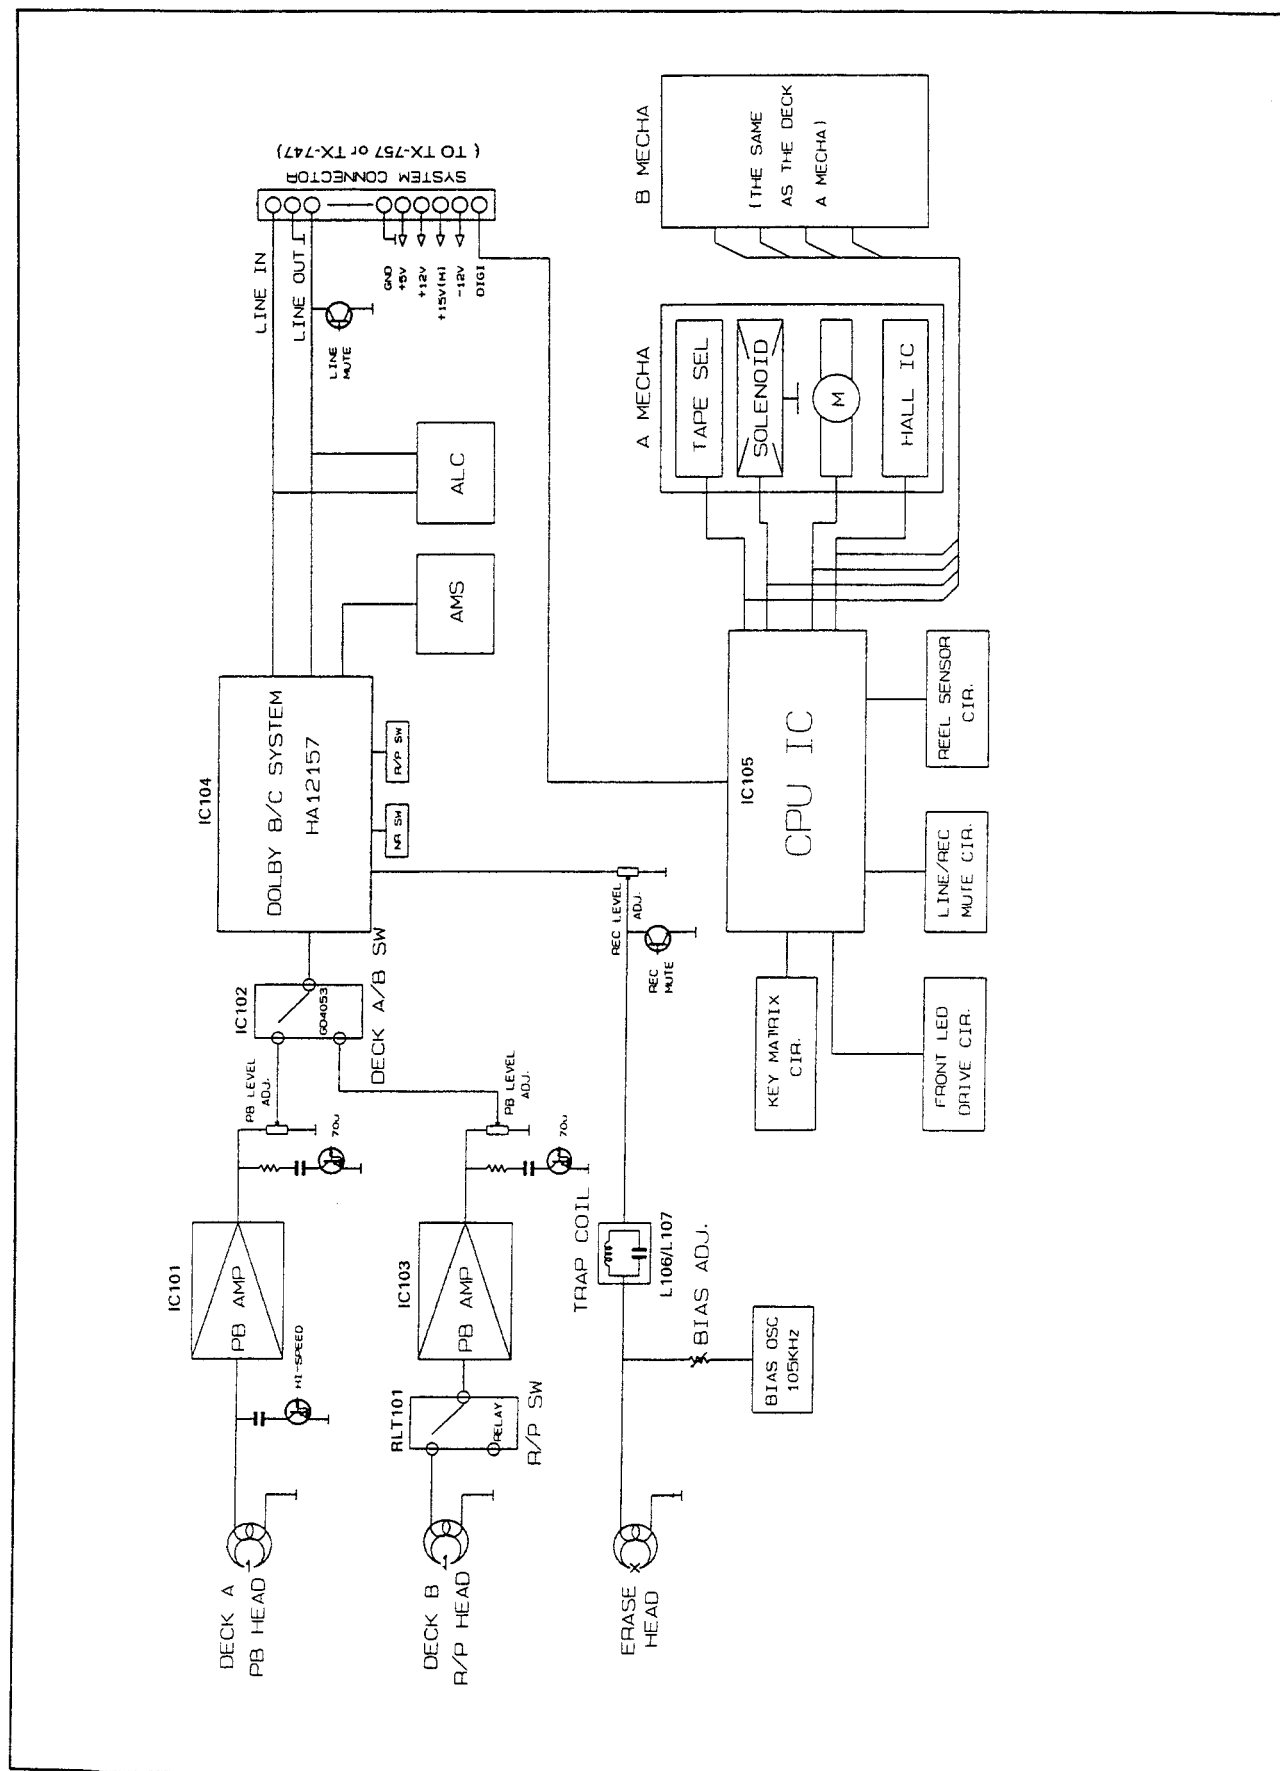 DECK A
PB HEAD
HI-SPEED
IC101
PB AMP
70u
PB LEVEL
ADJ.
IC102
GD4053
DECK A/B SW
IC104
DOLBY B/C SYSTEM
HA12157
NR SW
R/P SW
AMS
ALC
LINE IN
LINE OUT
LINE
MUTE
SYSTEM CONNECTOR
( TO TX-757 or TX-747)
GND
+5V
+12V
+15V(M)
-12V
DIGI
DECK B
R/P HEAD
RLT101
RELAY
R/P SW
IC103
PB AMP
70u
PB LEVEL
ADJ.
ERASE
HEAD
TRAP COIL
L106/L107
BIAS ADJ.
BIAS OSC
105KHz
REC LEVEL
ADJ.
REC
MUTE
IC105
CPU IC
KEY MATRIX
CIR.
FRONT LED
DRIVE CIR.
LINE/REC
MUTE CIR.
REEL SENSOR
CIR.
A MECHA
TAPE SEL
SOLENOID
M
HALL IC
B MECHA
(THE SAME
AS THE DECK
A MECHA)